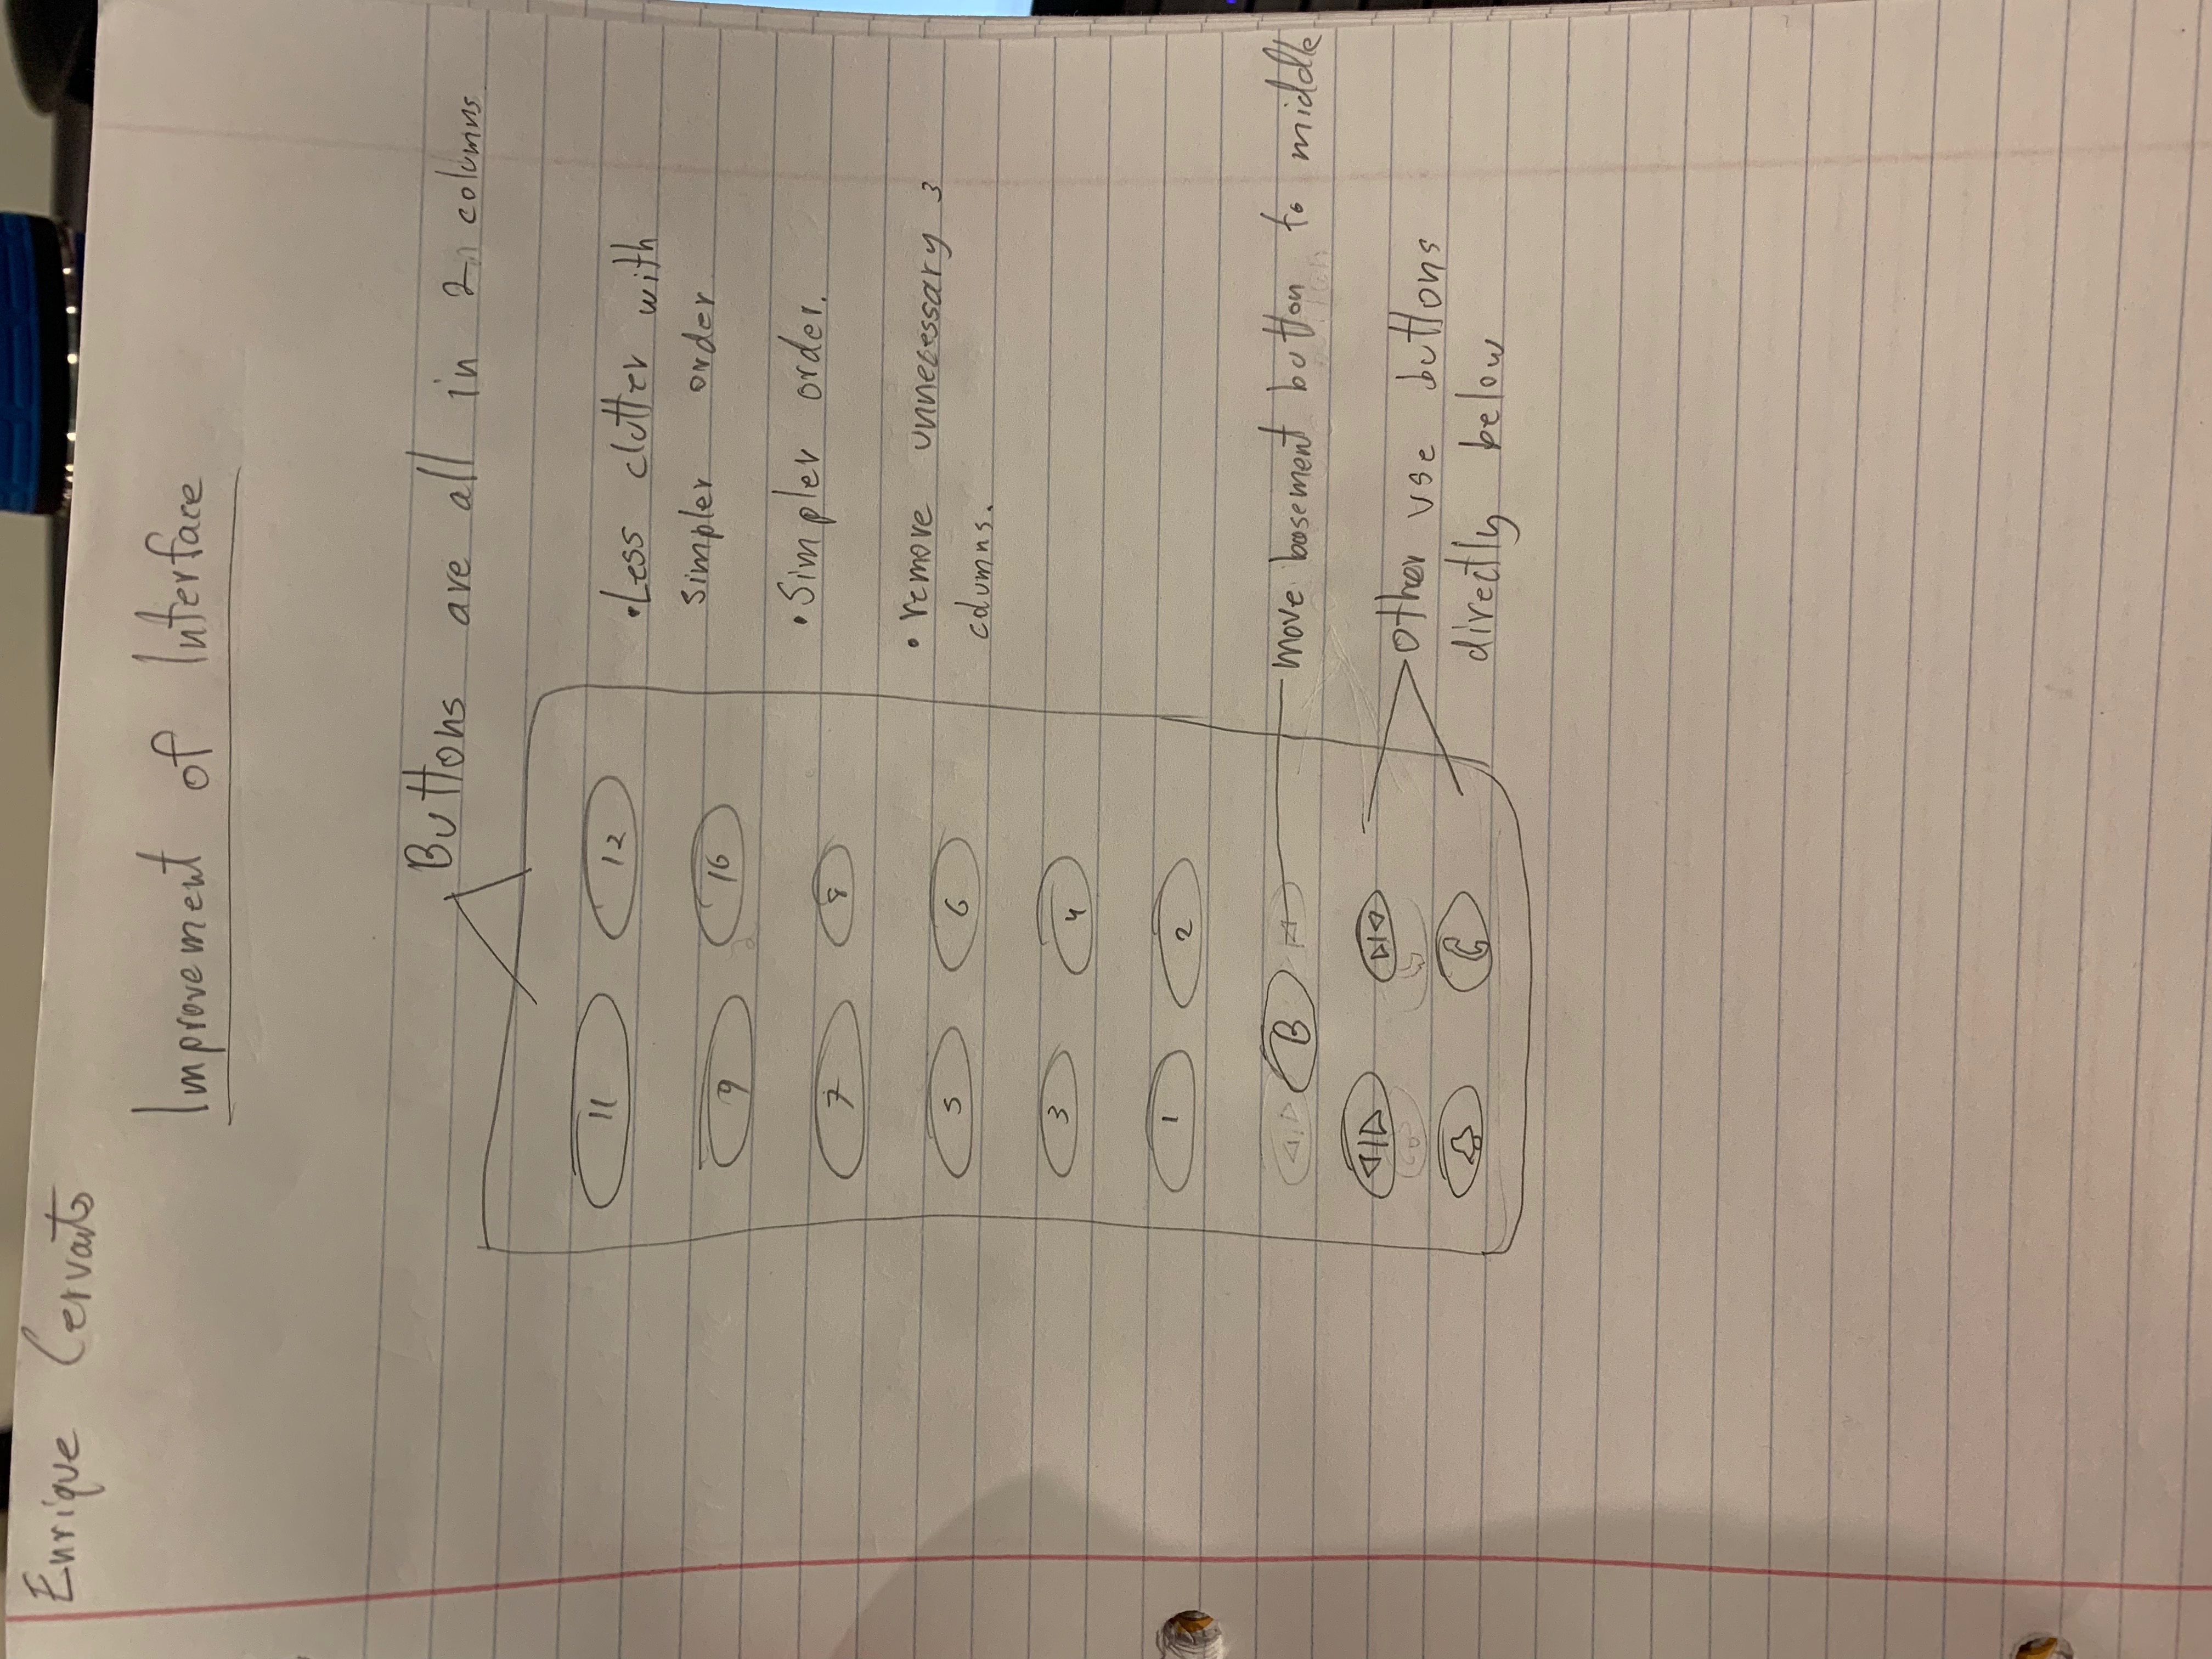 Enrique Cervants
Improvement of Interface
Buttons are all in 2 columns.
11 12
9 10
7 8
5 6
3 4
1 2
B
• Less clutter with
simpler order
• Simpler order.
• remove unnecessary 3
columns.
move basement button to middle
other use buttons
directly below